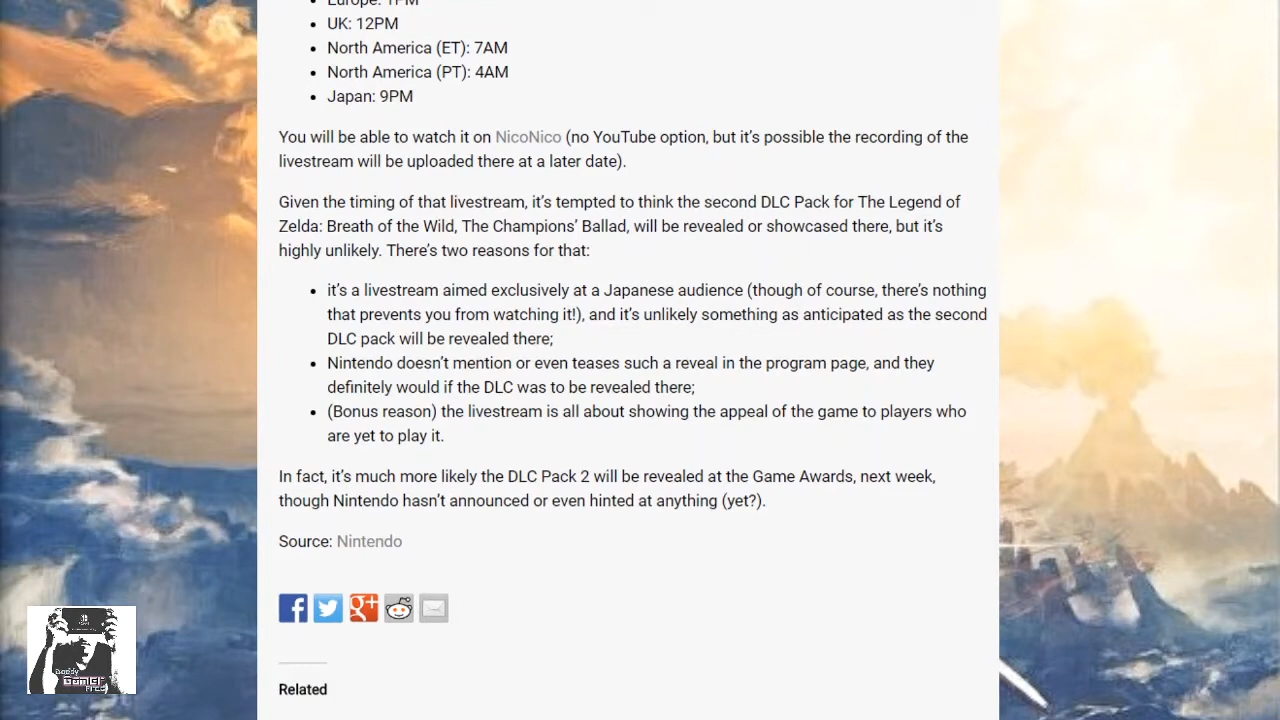 Europe: 1PM
UK: 12PM
North America (ET): 7AM
North America (PT): 4AM
Japan: 9PM
You will be able to watch it on NicoNico (no YouTube option, but it’s possible the recording of the
livestream will be uploaded there at a later date).
Given the timing of that livestream, it’s tempted to think the second DLC Pack for The Legend of
Zelda: Breath of the Wild, The Champions’ Ballad, will be revealed or showcased there, but it’s
highly unlikely. There’s two reasons for that:
it’s a livestream aimed exclusively at a Japanese audience (though of course, there’s nothing
that prevents you from watching it!), and it’s unlikely something as anticipated as the second
DLC pack will be revealed there;
Nintendo doesn’t mention or even teases such a reveal in the program page, and they
definitely would if the DLC was to be revealed there;
(Bonus reason) the livestream is all about showing the appeal of the game to players who
are yet to play it.
In fact, it’s much more likely the DLC Pack 2 will be revealed at the Game Awards, next week,
though Nintendo hasn’t announced or even hinted at anything (yet?).
Source: Nintendo
Related